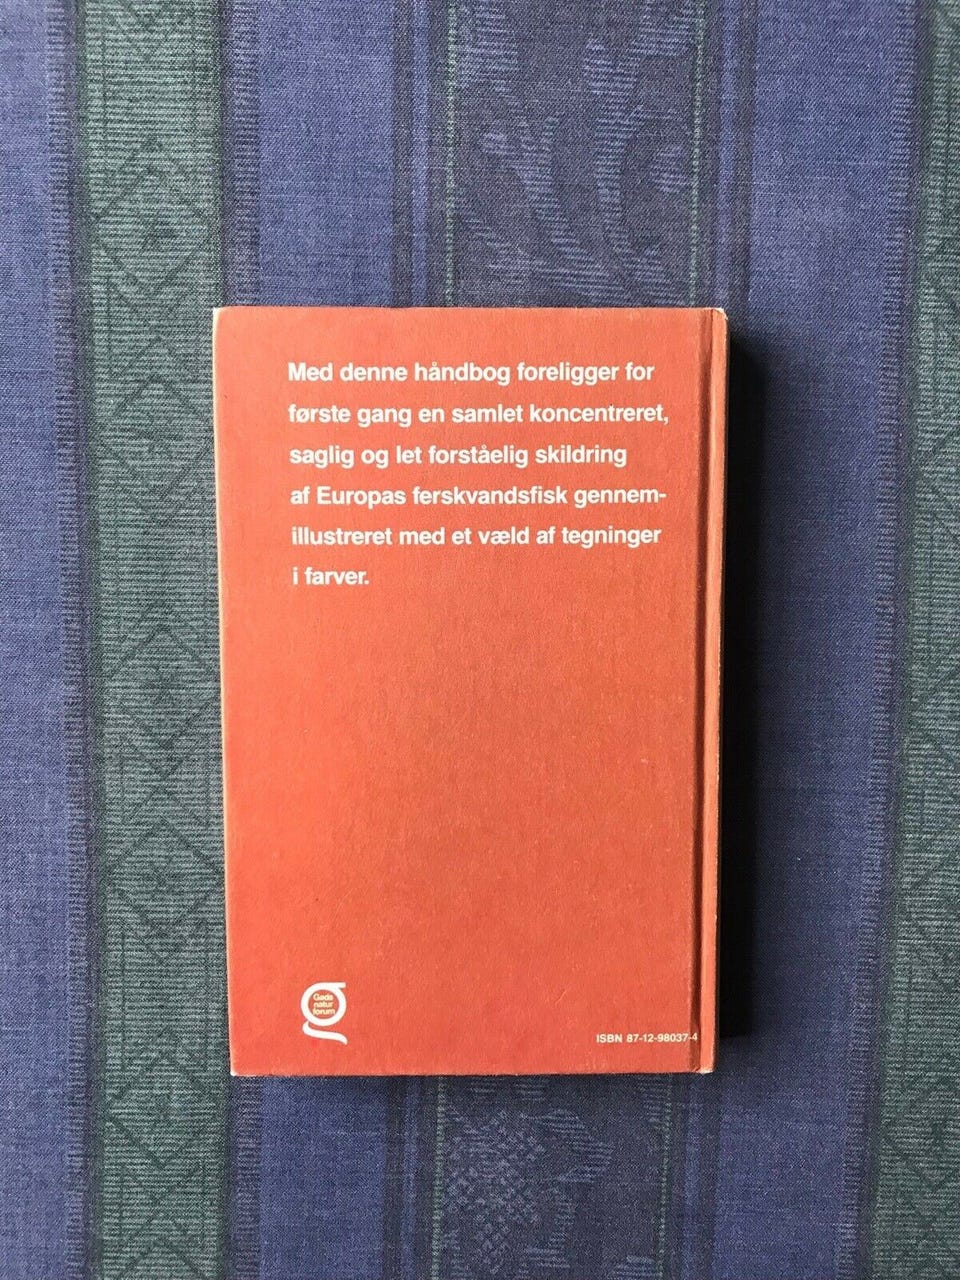 Med denne håndbog foreligger for
første gang en samlet koncentreret,
saglig og let forståelig skildring
af Europas ferskvandsfisk gennem-
illustreret med et væld af tegninger
i farver.
Gads
natur
forum
ISBN 87-12-98037-4